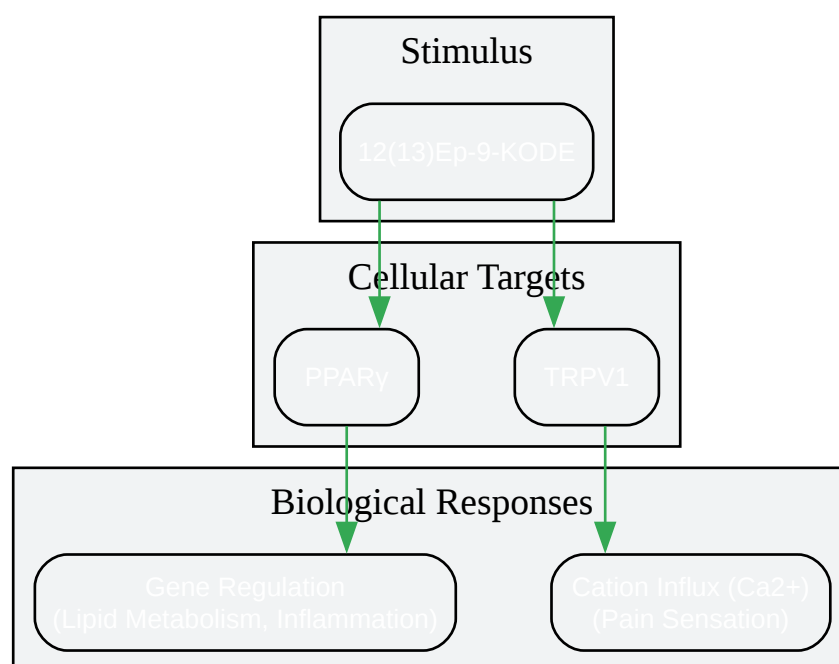 Stimulus
12(13)Ep-9-KODE
Cellular Targets
PPARγ
TRPV1
Biological Responses
Gene Regulation
(Lipid Metabolism, Inflammation)
Cation Influx (Ca2+)
(Pain Sensation)